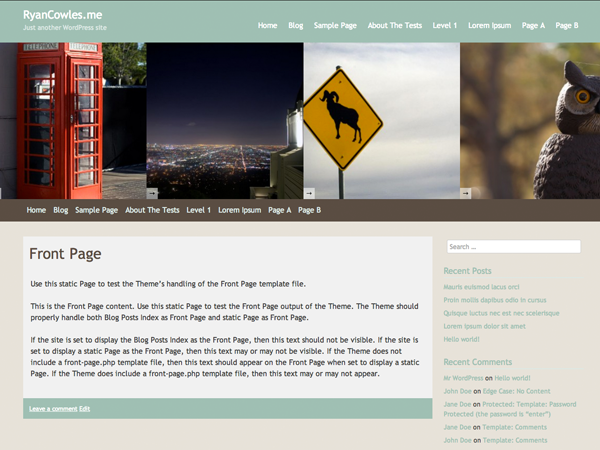 RyanCowles.me
Just another WordPress site
Home Blog Sample Page About The Tests Level 1 Lorem Ipsum Page A Page B
TELEPHONE
TELEPHONE
→ → → →
Home Blog Sample Page About The Tests Level 1 Lorem Ipsum Page A Page B
Front Page
Use this static Page to test the Theme's handling of the Front Page template file.
This is the Front Page content. Use this static Page to test the Front Page output of the Theme. The Theme should
properly handle both Blog Posts Index as Front Page and static Page as Front Page.
If the site is set to display the Blog Posts Index as the Front Page, then this text should not be visible. If the site is
set to display a static Page as the Front Page, then this text may or may not be visible. If the Theme does not
include a front-page.php template file, then this text should appear on the Front Page when set to display a static
Page. If the Theme does include a front-page.php template file, then this text may or may not appear.
Leave a comment Edit
Search ...
Recent Posts
Mauris euismod lacus orci
Proin mollis dapibus odio in cursus
Quisque luctus nec est nec scelerisque
Lorem ipsum dolor sit amet
Hello world!
Recent Comments
Mr WordPress on Hello world!
John Doe on Edge Case: No Content
Jane Doe on Protected: Template: Password
Protected (the password is "enter")
Jane Doe on Template: Comments
John Doe on Template: Comments